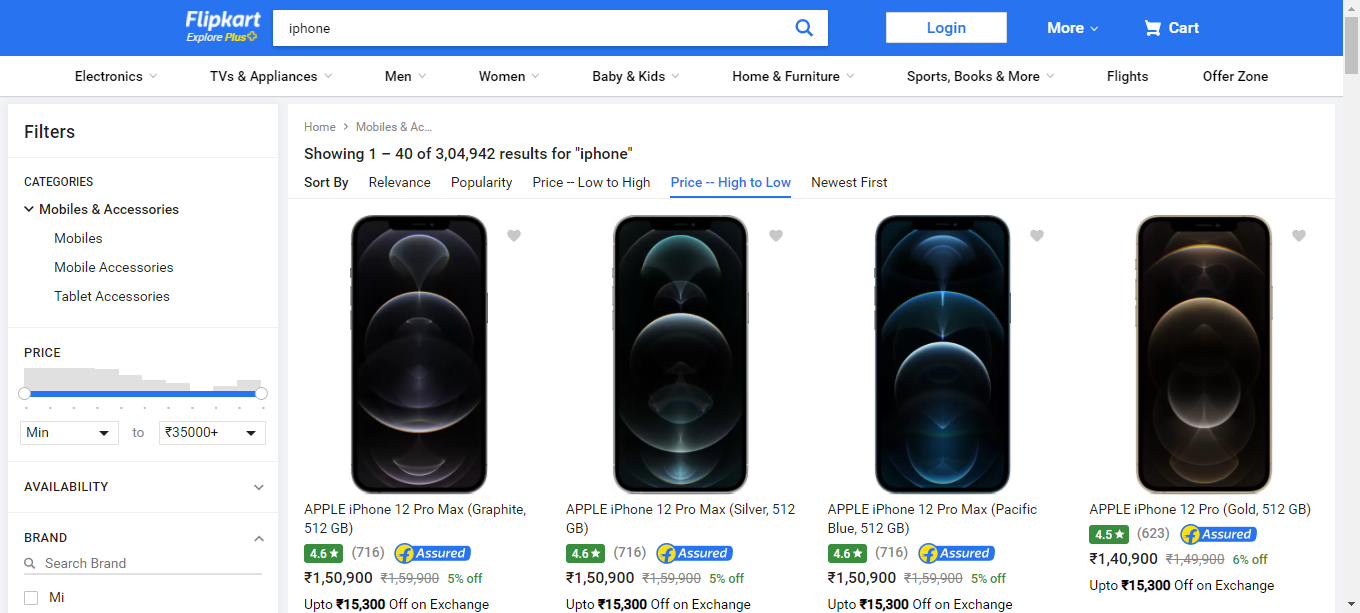 Flipkart
Explore Plus
iphone
Login
More
Cart
Electronics
TVs & Appliances
Men
Women
Baby & Kids
Home & Furniture
Sports, Books & More
Flights
Offer Zone
Filters
CATEGORIES
Mobiles & Accessories
Mobiles
Mobile Accessories
Tablet Accessories
PRICE
Min
to
₹35000+
AVAILABILITY
BRAND
Search Brand
Mi
Home > Mobiles & Ac...
Showing 1 – 40 of 3,04,942 results for "iphone"
Sort By
Relevance
Popularity
Price -- Low to High
Price -- High to Low
Newest First
APPLE iPhone 12 Pro Max (Graphite,
512 GB)
4.6★ (716) Assured
₹1,50,900 ₹1,59,900 5% off
Upto ₹15,300 Off on Exchange
APPLE iPhone 12 Pro Max (Silver, 512
GB)
4.6★ (716) Assured
₹1,50,900 ₹1,59,900 5% off
Upto ₹15,300 Off on Exchange
APPLE iPhone 12 Pro Max (Pacific
Blue, 512 GB)
4.6★ (716) Assured
₹1,50,900 ₹1,59,900 5% off
Upto ₹15,300 Off on Exchange
APPLE iPhone 12 Pro (Gold, 512 GB)
4.5★ (623) Assured
₹1,40,900 ₹1,49,900 6% off
Upto ₹15,300 Off on Exchange